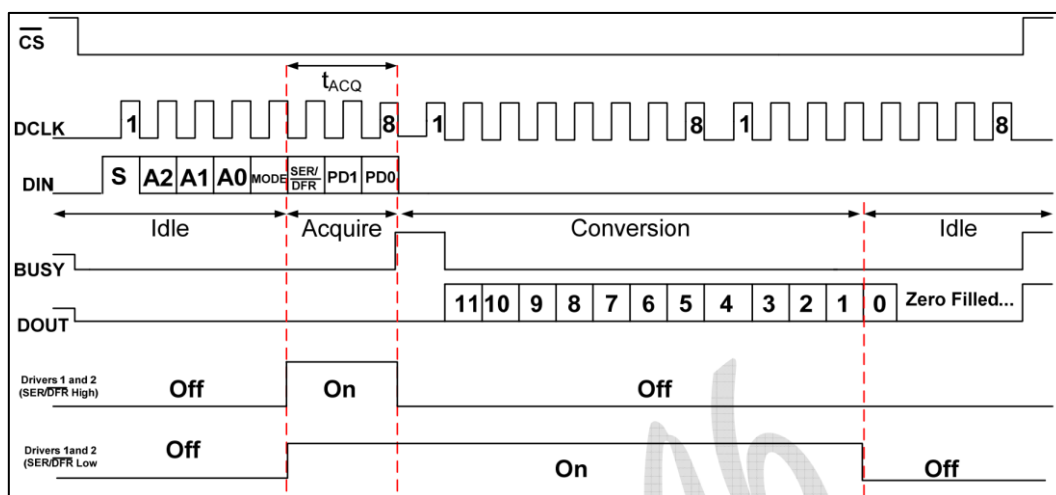 CS
tACQ
DCLK 1 8 1 8 1 8
DIN S A2 A1 A0 MODE SER/DFR PD1 PD0
Idle Acquire Conversion Idle
BUSY
DOUT 11 10 9 8 7 6 5 4 3 2 1 0 Zero Filled...
Drivers 1 and 2
(SER/DFR High)
Off On Off
Drivers 1and 2
(SER/DFR Low
Off On Off